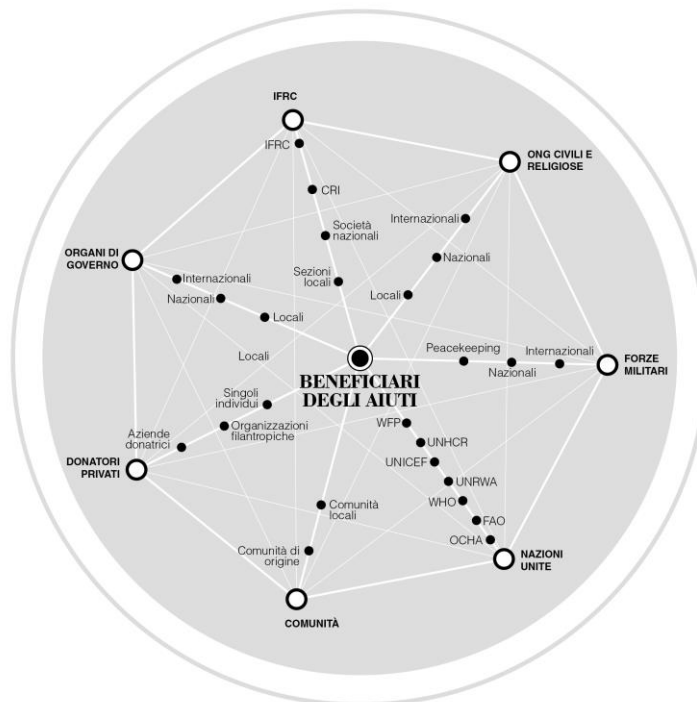 IFRC
IFRC
CRI
Società
nazionali
Sezioni
locali
ONG CIVILI E
RELIGIOSE
Internazionali
Nazionali
Locali
ORGANI DI
GOVERNO
Internazionali
Nazionali
Locali
Locali
Peacekeeping
Nazionali
Internazionali
FORZE
MILITARI
BENEFICIARI
DEGLI AIUTI
Singoli
individui
Organizzazioni
filantropiche
Aziende
donatrici
DONATORI
PRIVATI
WFP
UNHCR
UNICEF
UNRWA
WHO
FAO
OCHA
NAZIONI
UNITE
Comunità
locali
Comunità di
origine
COMUNITÀ